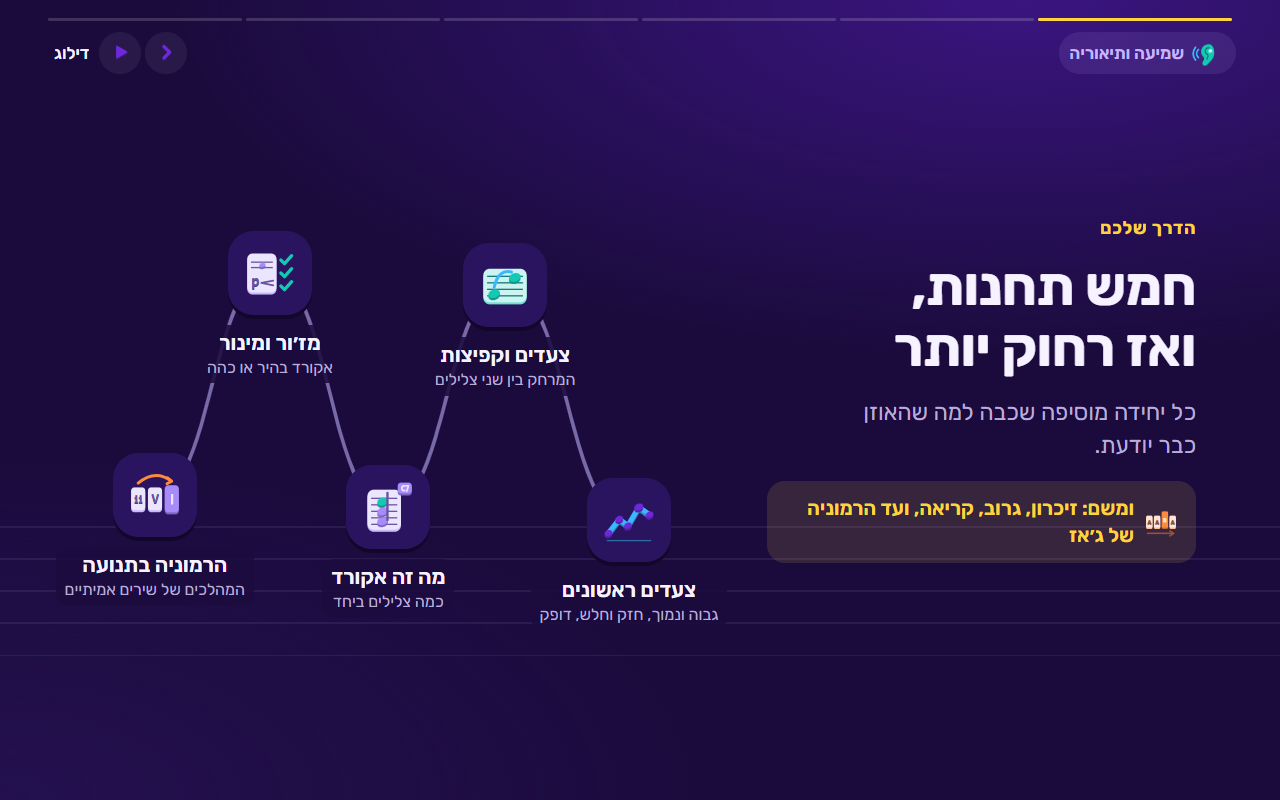 שמיעה ותיאוריה
דילוג
הדרך שלכם
חמש תחנות,
ואז רחוק יותר
כל יחידה מוסיפה שכבה למה שהאוזן
כבר יודעת.
ומשם: זיכרון, גרוב, קריאה, ועד הרמוניה
של ג׳אז
צעדים ראשונים
גבוה ונמוך, חזק וחלש, דופק
צעדים וקפיצות
המרחק בין שני צלילים
מה זה אקורד
כמה צלילים ביחד
מז׳ור ומינור
אקורד בהיר או כהה
הרמוניה בתנועה
המהלכים של שירים אמיתיים
ii V I